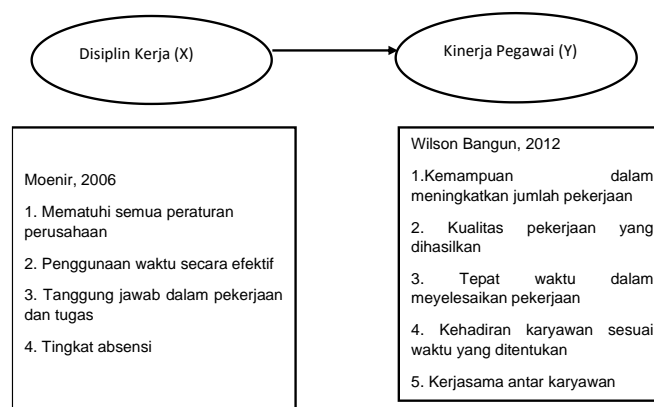 Disiplin Kerja (X)
Kinerja Pegawai (Y)
Moenir, 2006
1. Mematuhi semua peraturan
perusahaan
2. Penggunaan waktu secara efektif
3. Tanggung jawab dalam pekerjaan
dan tugas
4. Tingkat absensi
Wilson Bangun, 2012
1.Kemampuan dalam
meningkatkan jumlah pekerjaan
2. Kualitas pekerjaan yang
dihasilkan
3. Tepat waktu dalam
meyelesaikan pekerjaan
4. Kehadiran karyawan sesuai
waktu yang ditentukan
5. Kerjasama antar karyawan